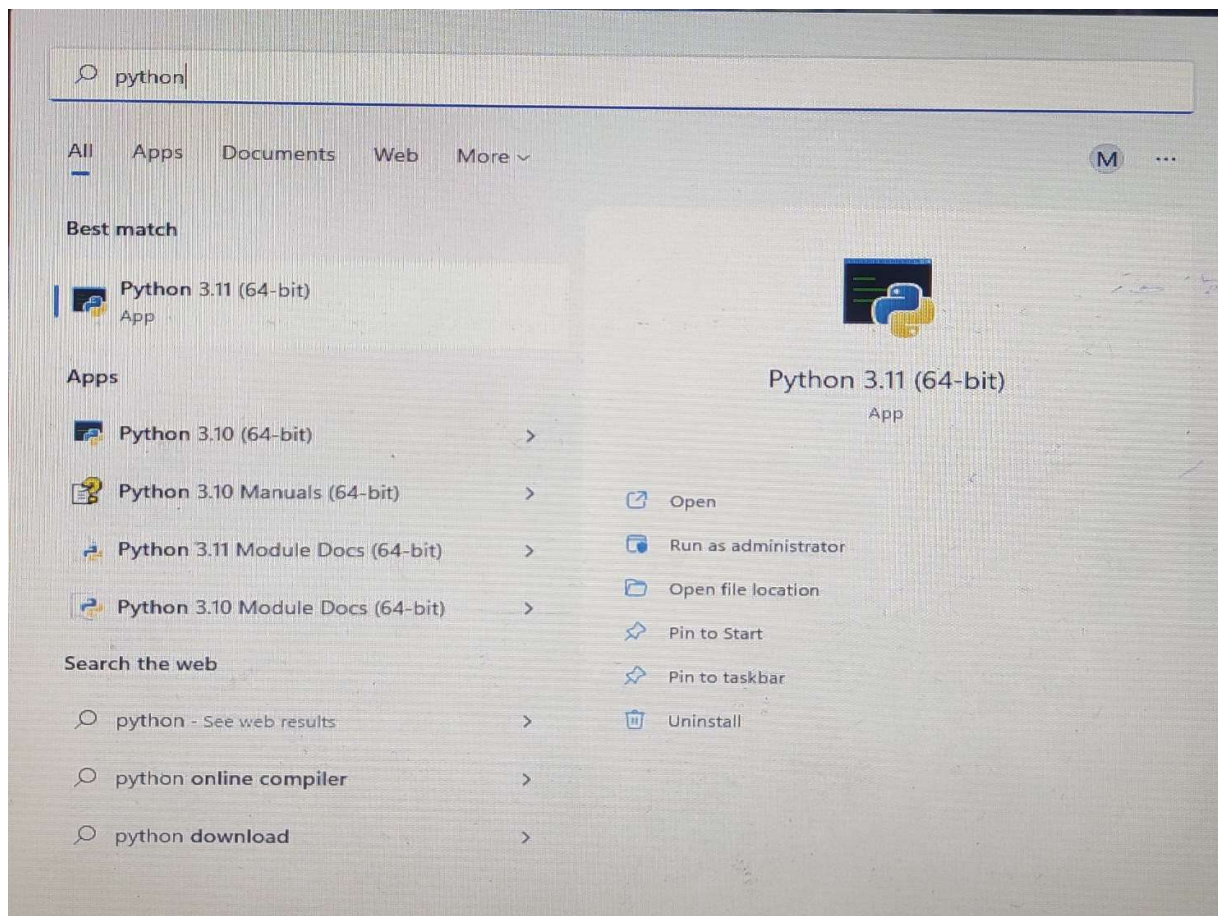 python
All Apps Documents Web More
M ...
Best match
Python 3.11 (64-bit)
App
Apps
Python 3.10 (64-bit)
Python 3.10 Manuals (64-bit)
Python 3.11 Module Docs (64-bit)
Python 3.10 Module Docs (64-bit)
Search the web
python - See web results
python online compiler
python download
Python 3.11 (64-bit)
App
Open
Run as administrator
Open file location
Pin to Start
Pin to taskbar
Uninstall